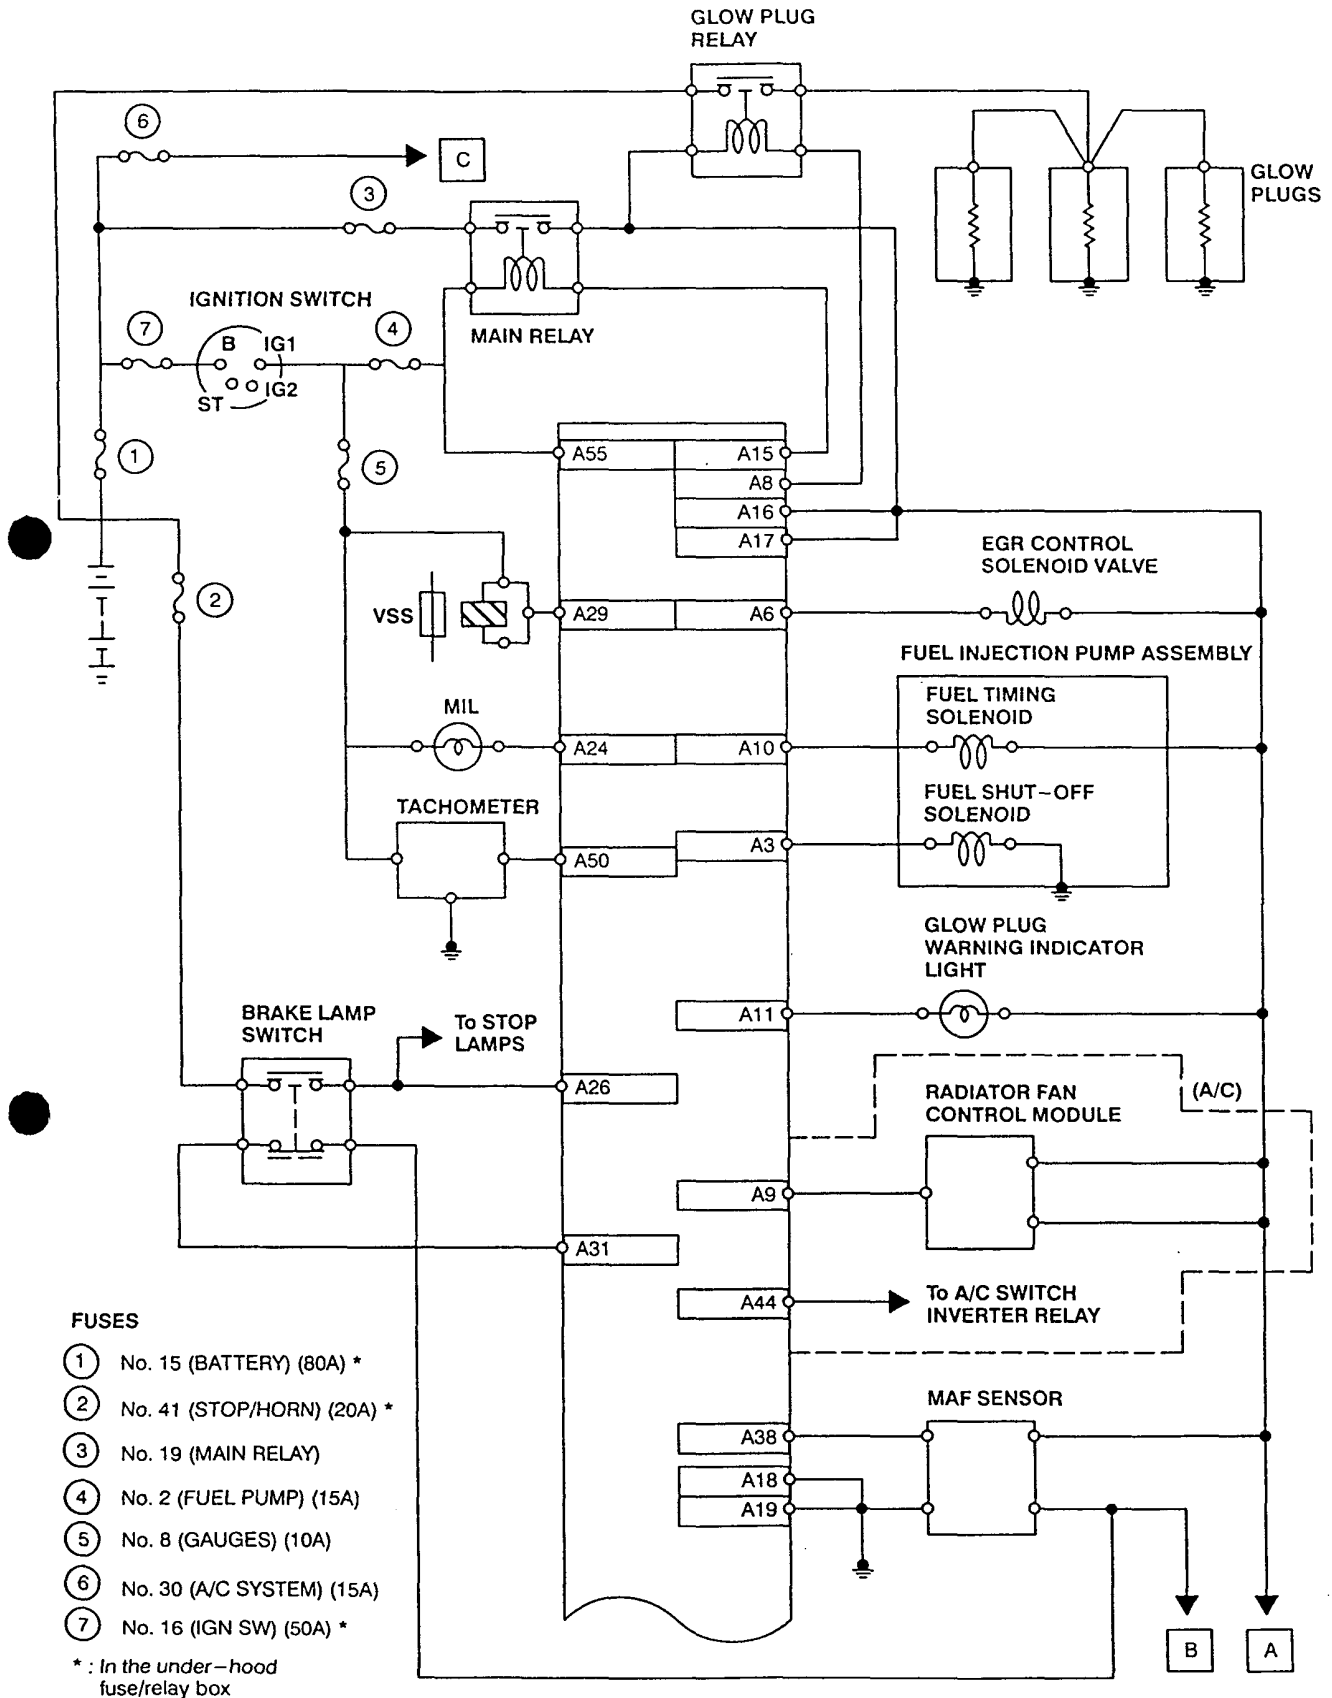 GLOW PLUG
RELAY
6
C
GLOW
PLUGS
3
IGNITION SWITCH
MAIN RELAY
7
B
IG1
4
IG2
ST
1
5
A55
A15
A8
A16
A17
2
EGR CONTROL
SOLENOID VALVE
VSS
A29
A6
FUEL INJECTION PUMP ASSEMBLY
FUEL TIMING
SOLENOID
MIL
A24
A10
FUEL SHUT-OFF
SOLENOID
TACHOMETER
A50
A3
GLOW PLUG
WARNING INDICATOR
LIGHT
BRAKE LAMP
SWITCH
To STOP
LAMPS
A11
A26
RADIATOR FAN
CONTROL MODULE
(A/C)
A9
A31
A44
To A/C SWITCH
INVERTER RELAY
FUSES
1 No. 15 (BATTERY) (80A) *
2 No. 41 (STOP/HORN) (20A) *
3 No. 19 (MAIN RELAY)
4 No. 2 (FUEL PUMP) (15A)
5 No. 8 (GAUGES) (10A)
6 No. 30 (A/C SYSTEM) (15A)
7 No. 16 (IGN SW) (50A) *
* : In the under-hood
fuse/relay box
MAF SENSOR
A38
A18
A19
B
A